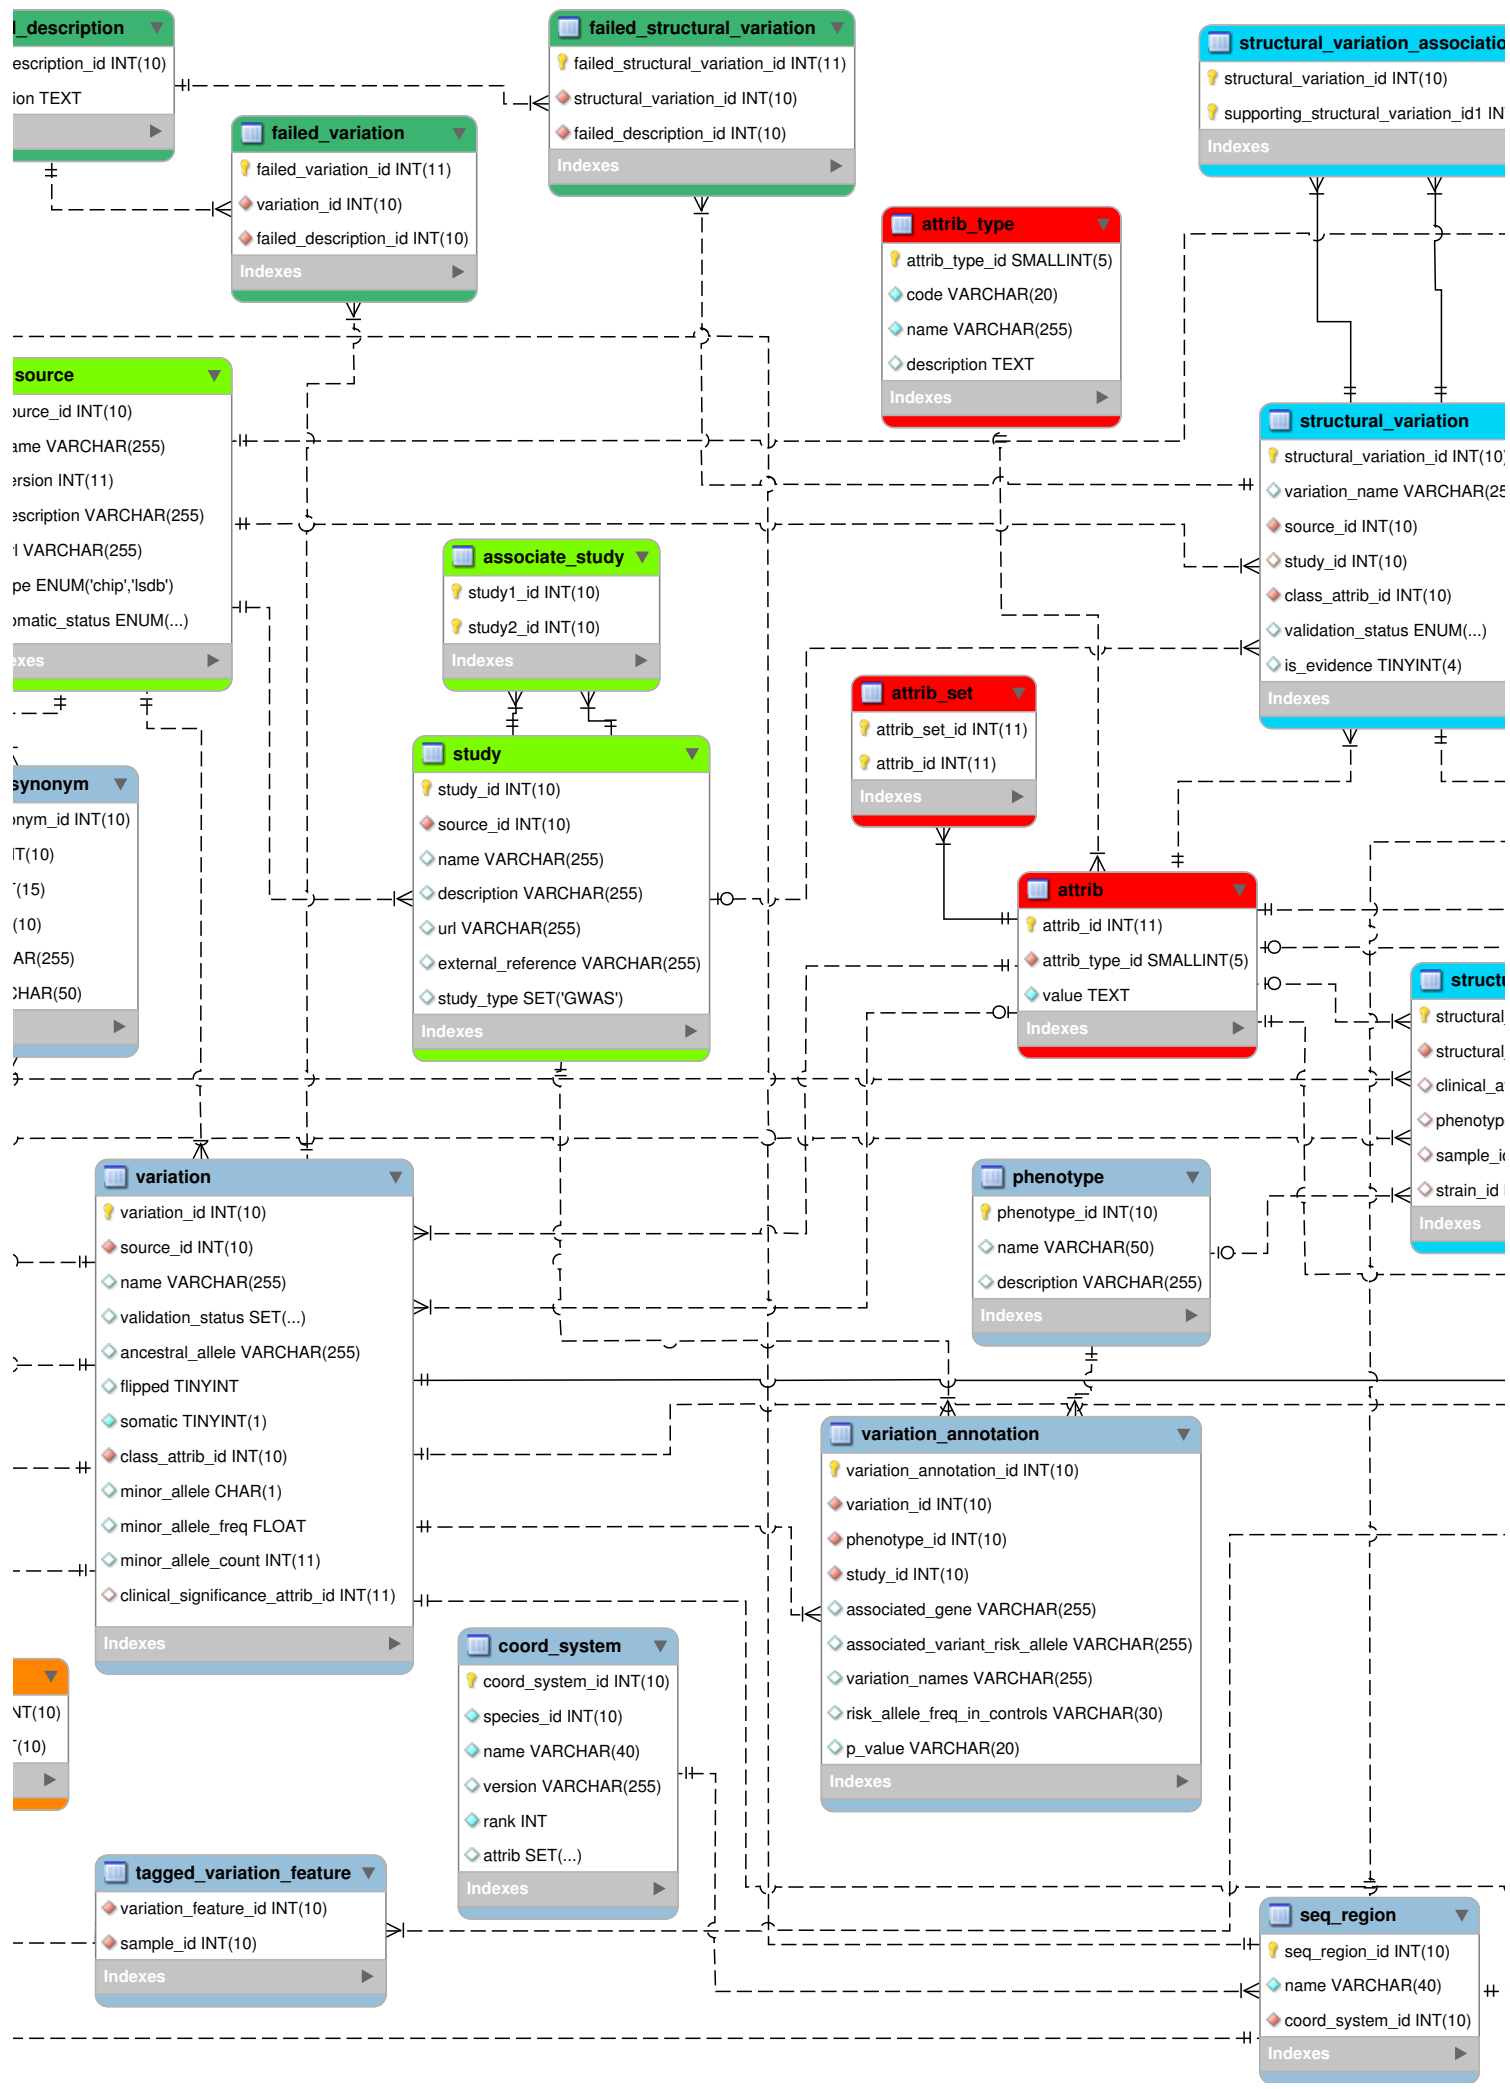 _description
escription_id INT(10)
ion TEXT
failed_variation
failed_variation_id INT(11)
variation_id INT(10)
failed_description_id INT(10)
Indexes
failed_structural_variation
failed_structural_variation_id INT(11)
structural_variation_id INT(10)
failed_description_id INT(10)
Indexes
structural_variation_associatio
structural_variation_id INT(10)
supporting_structural_variation_id1 IN
Indexes
attrib_type
attrib_type_id SMALLINT(5)
code VARCHAR(20)
name VARCHAR(255)
description TEXT
Indexes
source
ource_id INT(10)
ame VARCHAR(255)
ersion INT(11)
escription VARCHAR(255)
rl VARCHAR(255)
pe ENUM('chip','lsdb')
omatic_status ENUM(...)
exes
structural_variation
structural_variation_id INT(10)
variation_name VARCHAR(25
source_id INT(10)
study_id INT(10)
class_attrib_id INT(10)
validation_status ENUM(...)
is_evidence TINYINT(4)
Indexes
associate_study
study1_id INT(10)
study2_id INT(10)
Indexes
attrib_set
attrib_set_id INT(11)
attrib_id INT(11)
Indexes
synonym
onym_id INT(10)
IT(10)
T(15)
(10)
AR(255)
CHAR(50)
study
study_id INT(10)
source_id INT(10)
name VARCHAR(255)
description VARCHAR(255)
url VARCHAR(255)
external_reference VARCHAR(255)
study_type SET('GWAS')
Indexes
attrib
attrib_id INT(11)
attrib_type_id SMALLINT(5)
value TEXT
Indexes
structu
structural_
structural_
clinical_a
phenotyp
sample_i
strain_id
Indexes
variation
variation_id INT(10)
source_id INT(10)
name VARCHAR(255)
validation_status SET(...)
ancestral_allele VARCHAR(255)
flipped TINYINT
somatic TINYINT(1)
class_attrib_id INT(10)
minor_allele CHAR(1)
minor_allele_freq FLOAT
minor_allele_count INT(11)
clinical_significance_attrib_id INT(11)
Indexes
phenotype
phenotype_id INT(10)
name VARCHAR(50)
description VARCHAR(255)
Indexes
variation_annotation
variation_annotation_id INT(10)
variation_id INT(10)
phenotype_id INT(10)
study_id INT(10)
associated_gene VARCHAR(255)
associated_variant_risk_allele VARCHAR(255)
variation_names VARCHAR(255)
risk_allele_freq_in_controls VARCHAR(30)
p_value VARCHAR(20)
Indexes
NT(10)
(10)
coord_system
coord_system_id INT(10)
species_id INT(10)
name VARCHAR(40)
version VARCHAR(255)
rank INT
attrib SET(...)
Indexes
tagged_variation_feature
variation_feature_id INT(10)
sample_id INT(10)
Indexes
seq_region
seq_region_id INT(10)
name VARCHAR(40)
coord_system_id INT(10)
Indexes